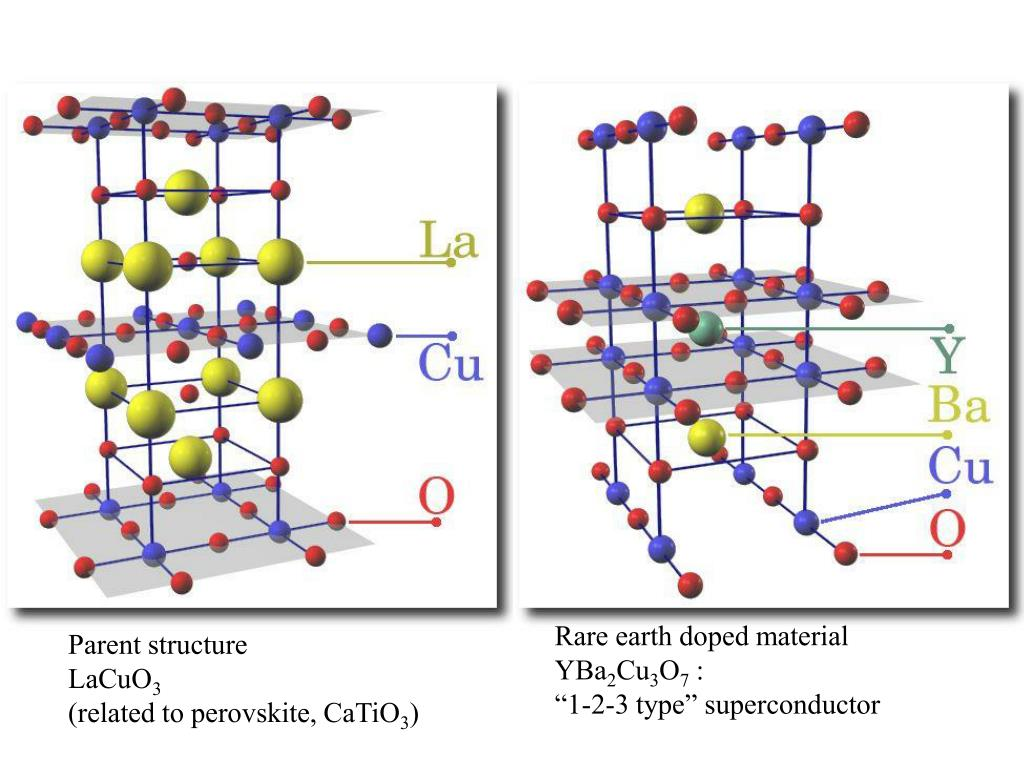 La
Cu
O
Y
Ba
Cu
O
Parent structure
LaCuO₃
(related to perovskite, CaTiO₃)
Rare earth doped material
YBa₂Cu₃O₇ :
“1-2-3 type” superconductor